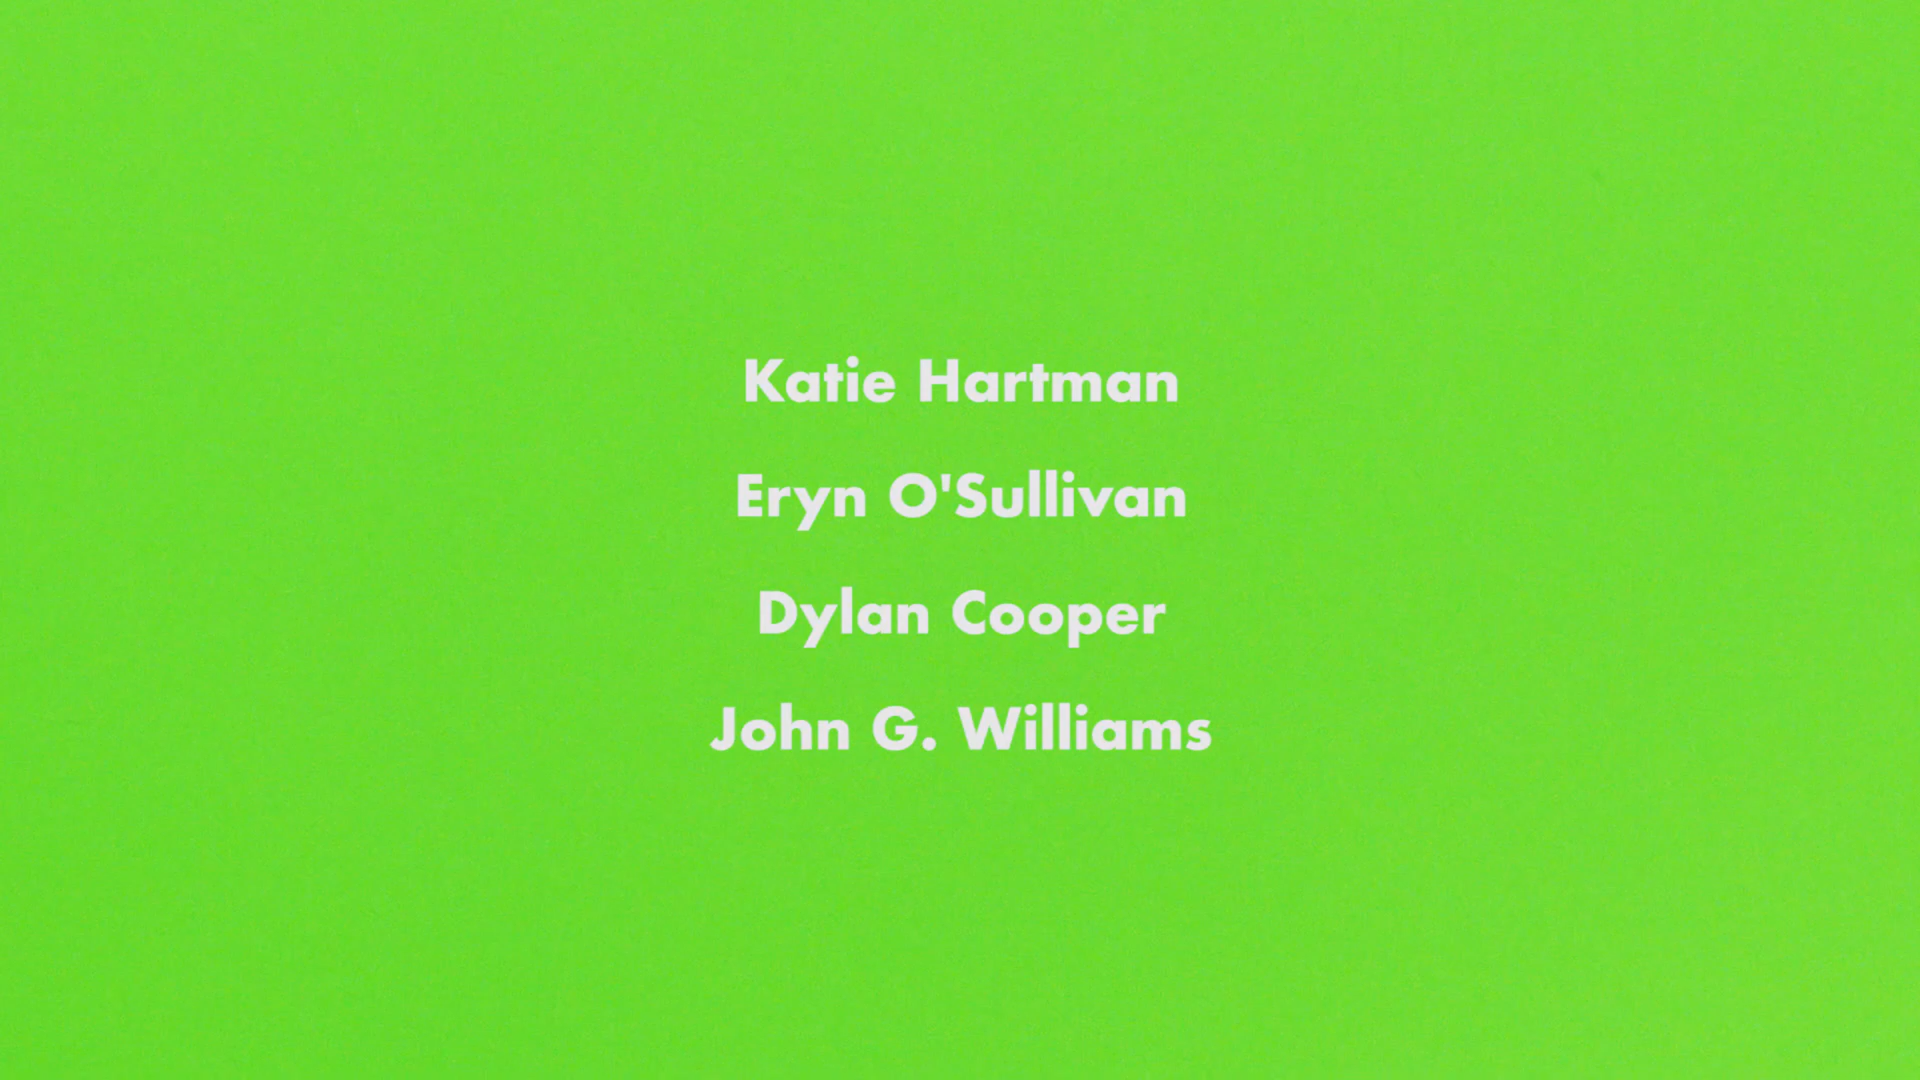 Katie Hartman
Eryn O'Sullivan
Dylan Cooper
John G. Williams